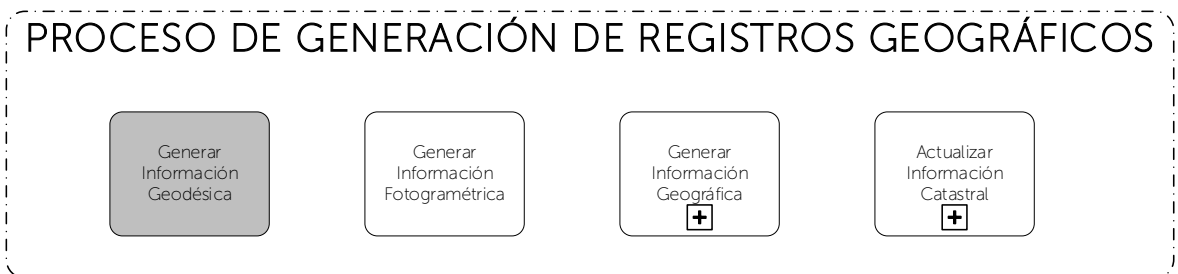 PROCESO DE GENERACIÓN DE REGISTROS GEOGRÁFICOS
Generar
Información
Geodésica
Generar
Información
Fotogramétrica
Generar
Información
Geográfica
Actualizar
Información
Catastral